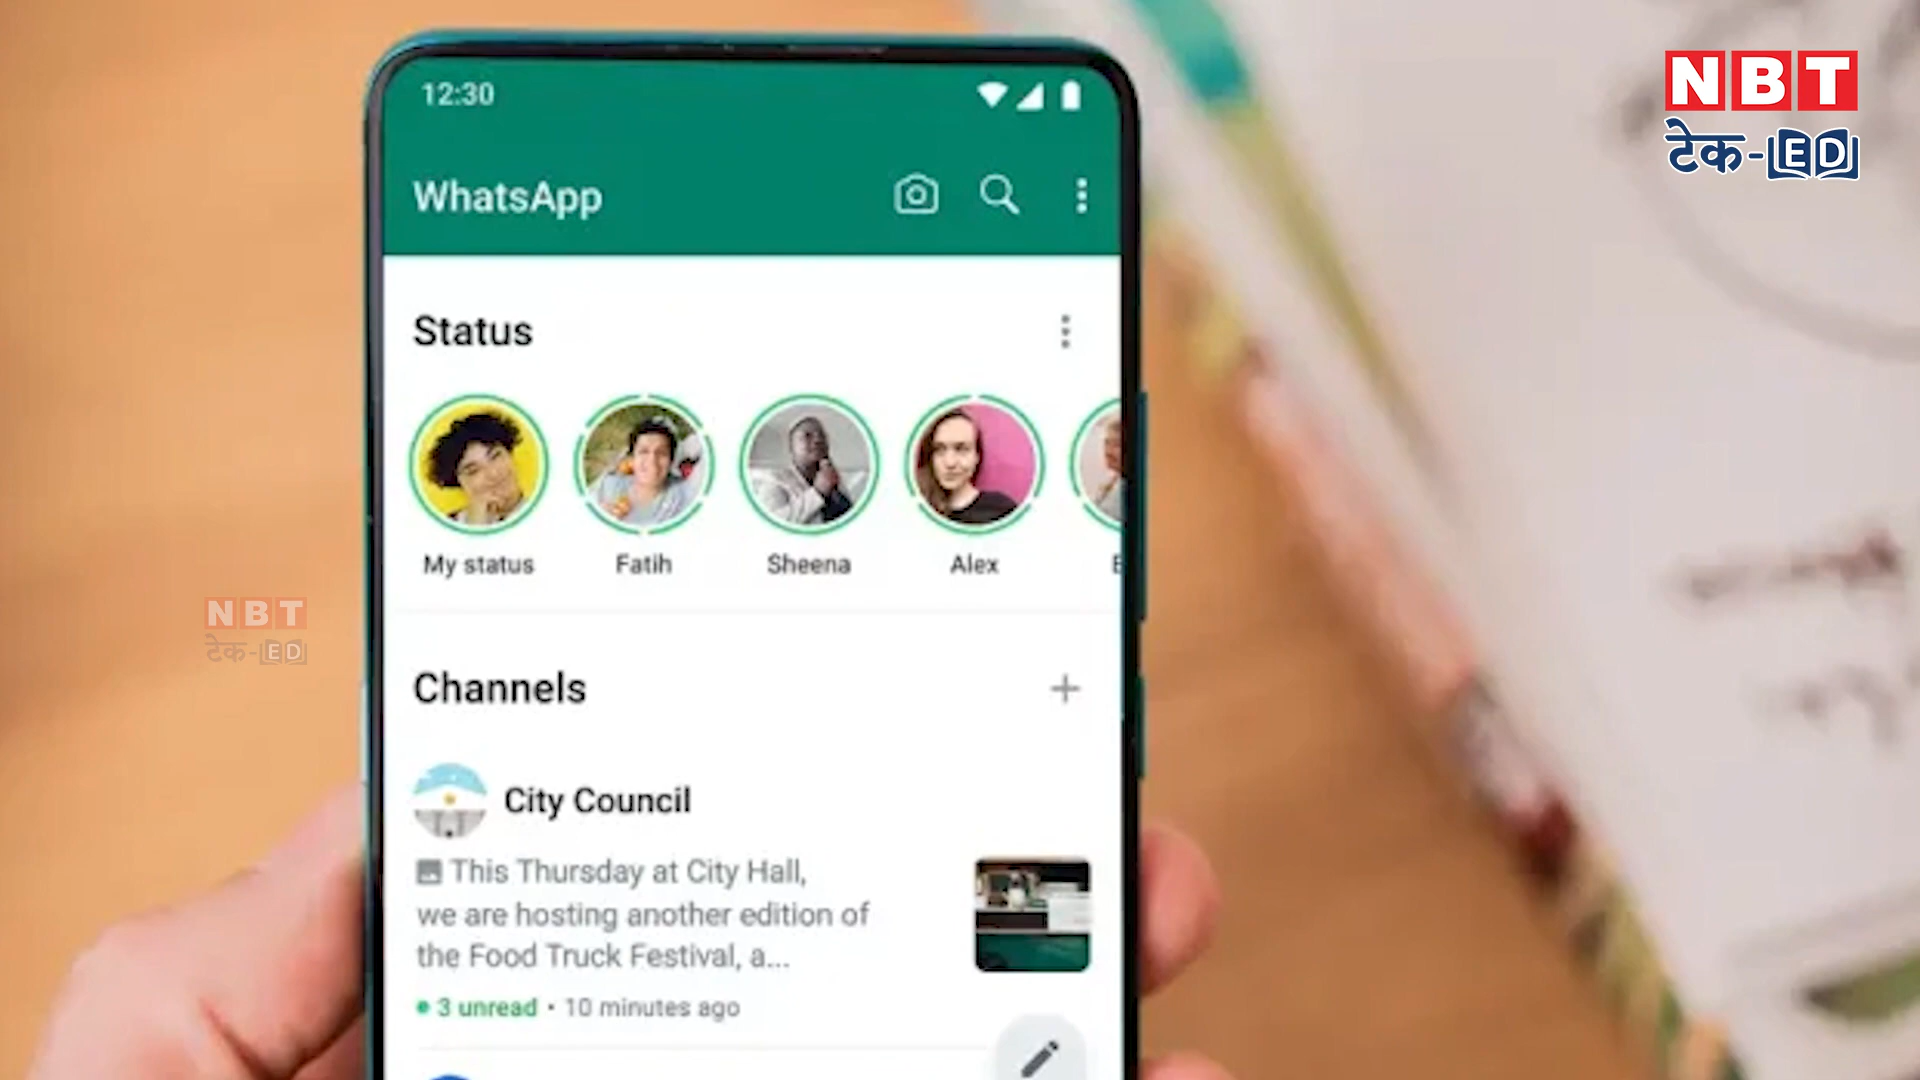 NBT
टेक-ED
12:30
WhatsApp
Status
My status
Fatih
Sheena
Alex
NBT
टेक-ED
Channels
City Council
This Thursday at City Hall,
we are hosting another edition of
the Food Truck Festival, a...
3 unread • 10 minutes ago